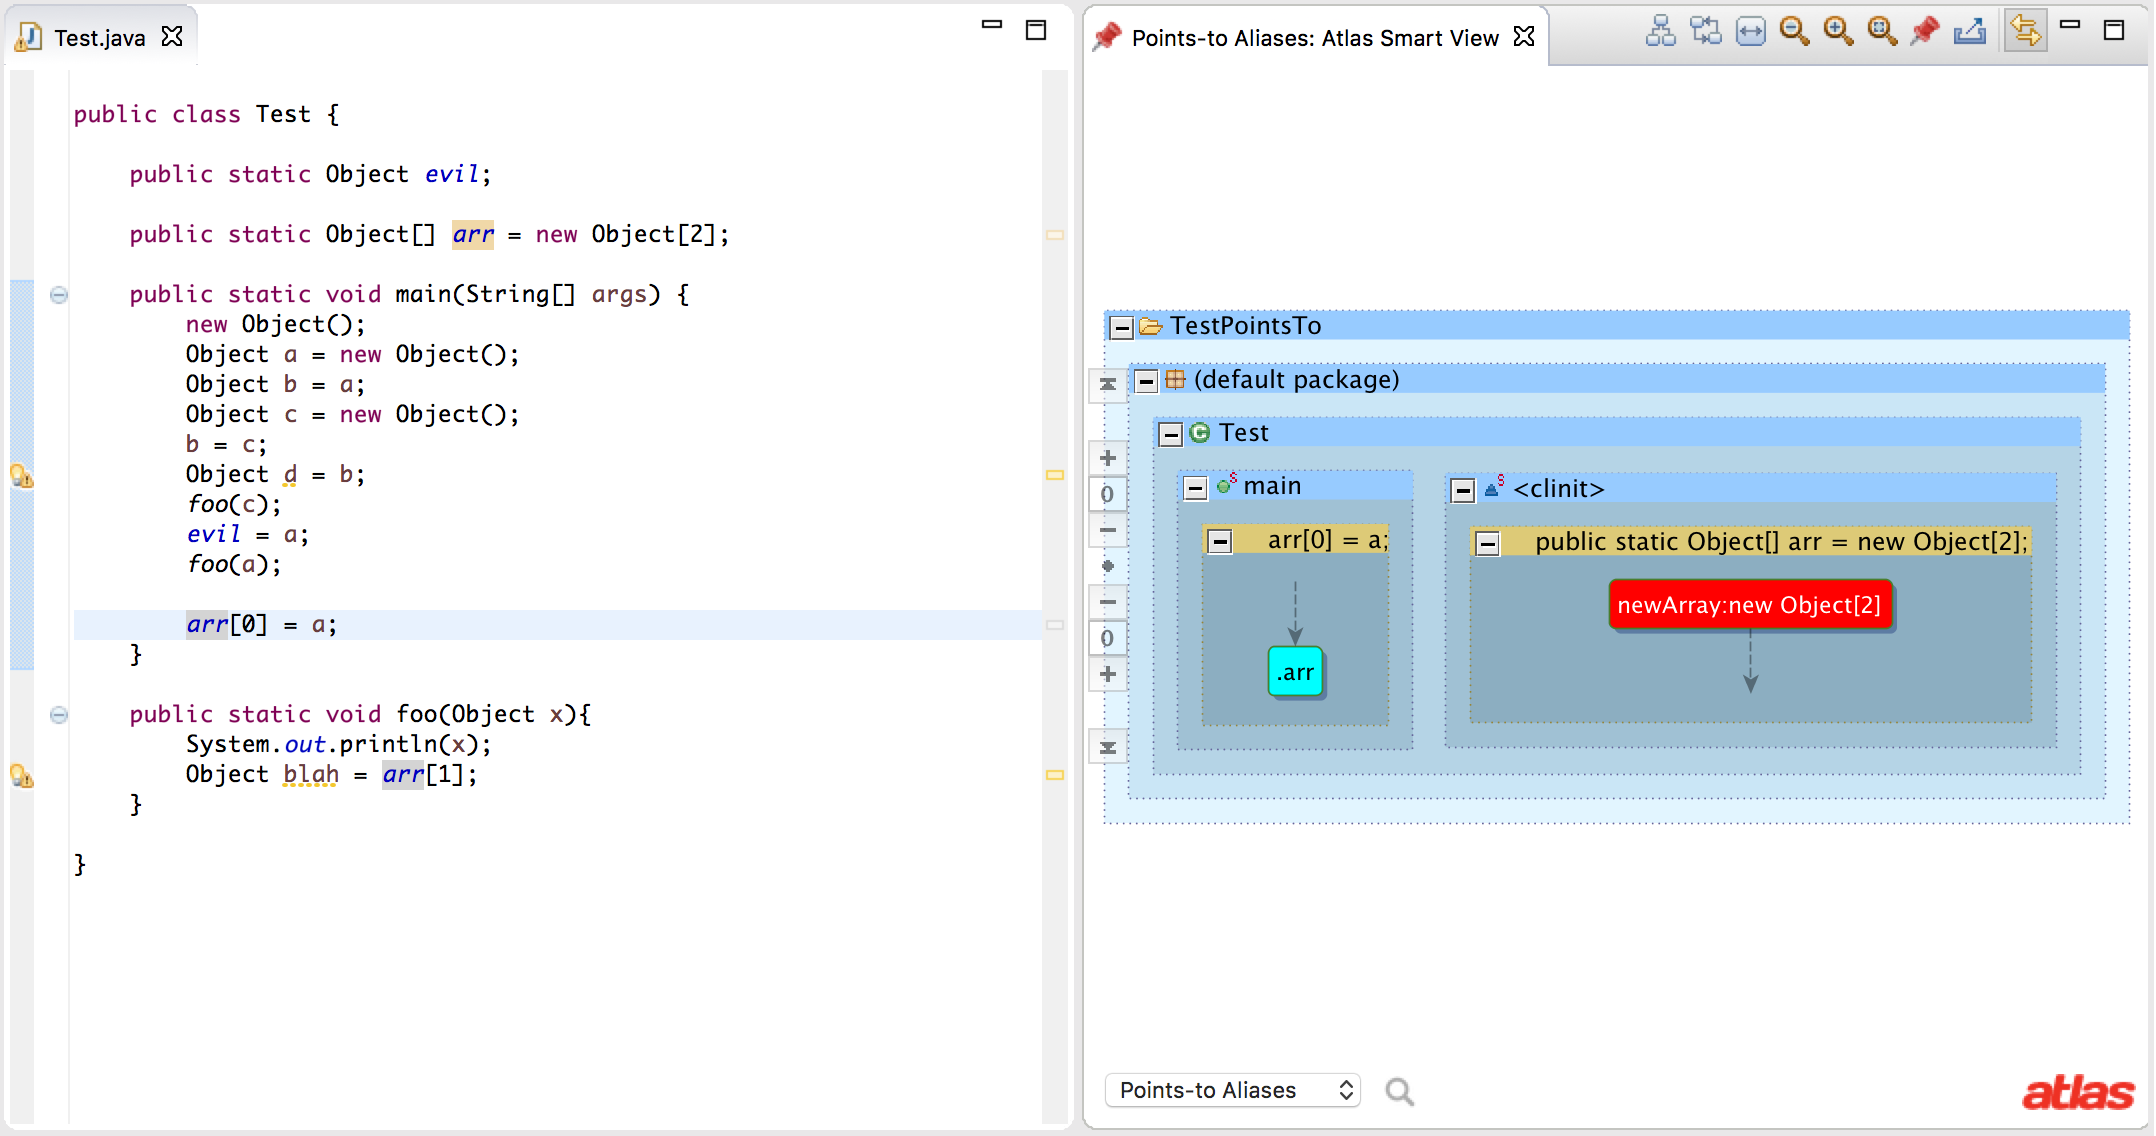 Test.java
public class Test {
public static Object evil;
public static Object[] arr = new Object[2];
public static void main(String[] args) {
new Object();
Object a = new Object();
Object b = a;
Object c = new Object();
b = c;
Object d = b;
foo(c);
evil = a;
foo(a);
arr[0] = a;
}
public static void foo(Object x){
System.out.println(x);
Object blah = arr[1];
}
}
Points-to Aliases: Atlas Smart View
TestPointsTo
(default package)
Test
main
<clinit>
arr[0] = a;
public static Object[] arr = new Object[2];
newArray:new Object[2]
.arr
+
0
−
−
0
+
Points-to Aliases
atlas